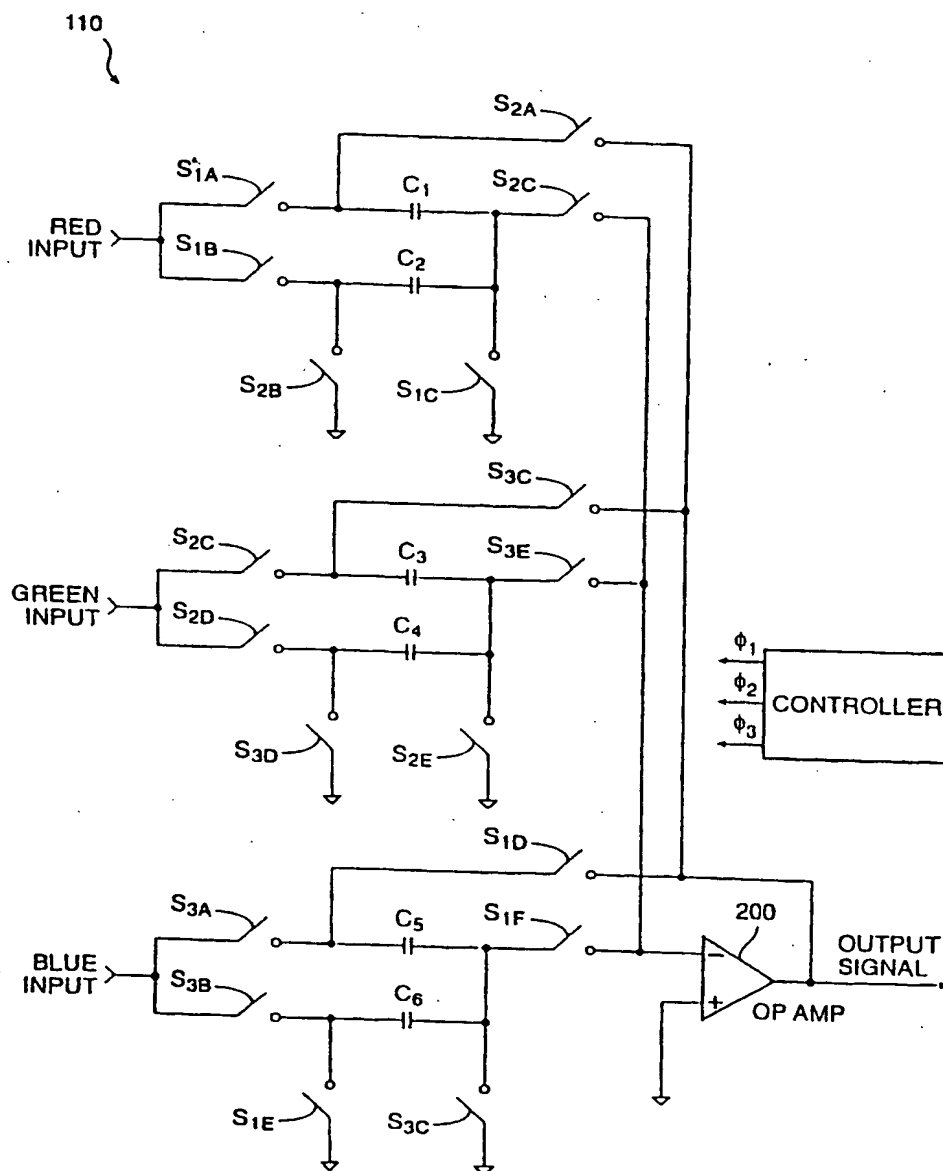 110
S2A
S1A
C1
S2C
RED
INPUT
S1B
C2
S2B
S1C
S3C
S2C
C3
S3E
GREEN
INPUT
S2D
C4
ϕ1
ϕ2
CONTROLLER
ϕ3
S3D
S2E
S1D
S3A
C5
S1F
200
BLUE
INPUT
S3B
C6
OUTPUT
SIGNAL
−
+
OP AMP
S1E
S3C